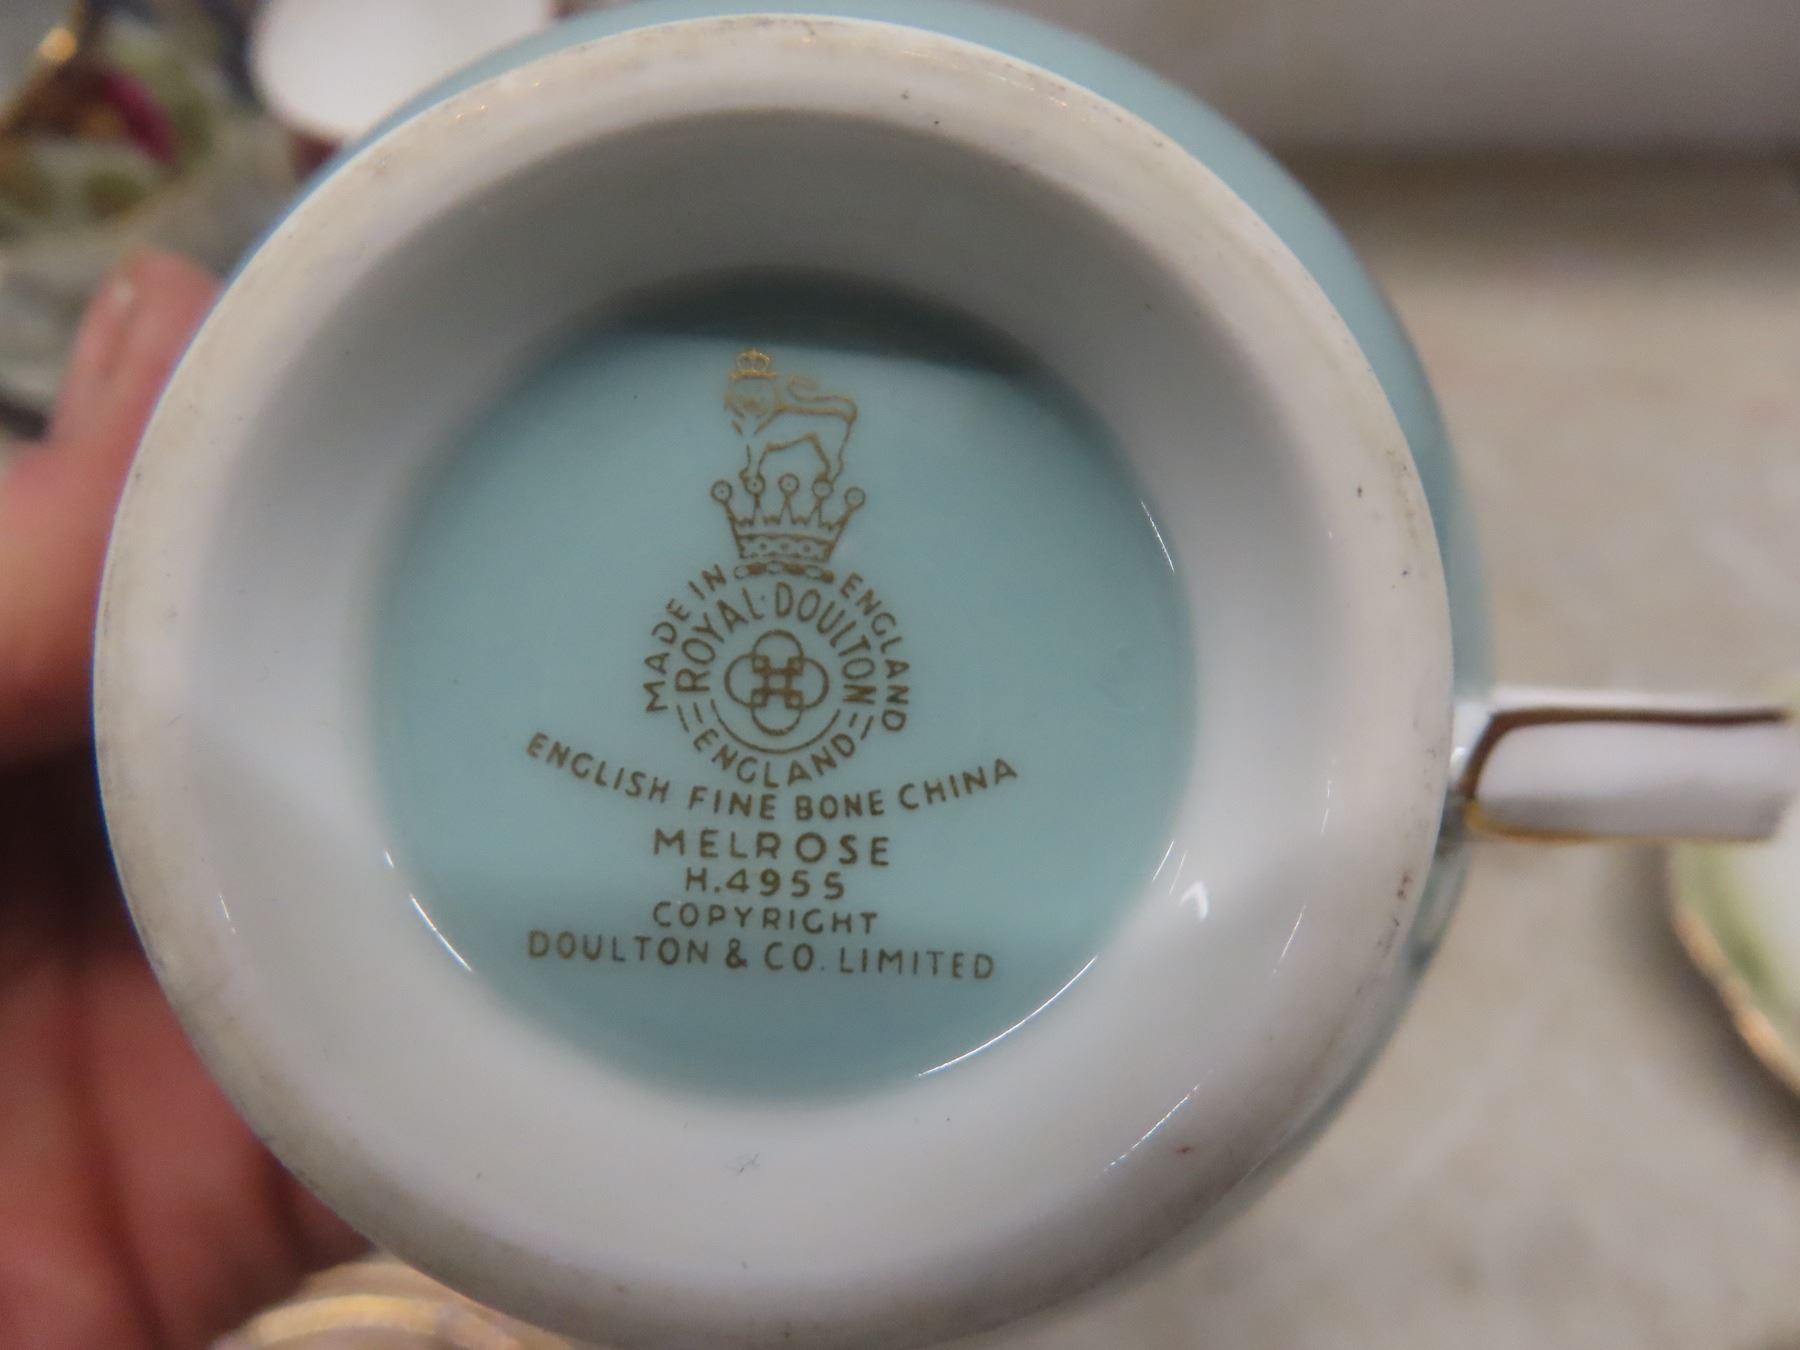 MADE IN ENGLAND
ROYAL·DOULTON
ENGLAND
ENGLISH FINE BONE CHINA
MELROSE
H.4955
COPYRIGHT
DOULTON & CO. LIMITED